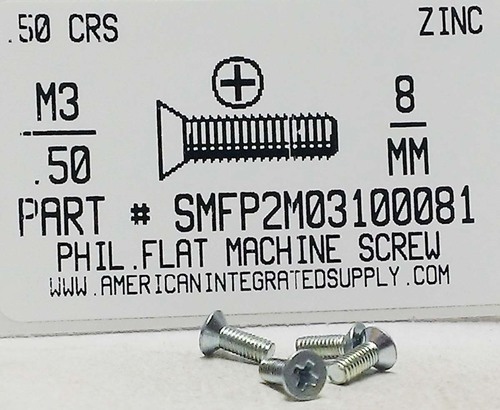 .50 CRS
ZINC
M3
.50
8
MM
PART # SMFP2M03100081
PHIL.FLAT MACHINE SCREW
WWW.AMERICANINTEGRATEDSUPPLY.COM